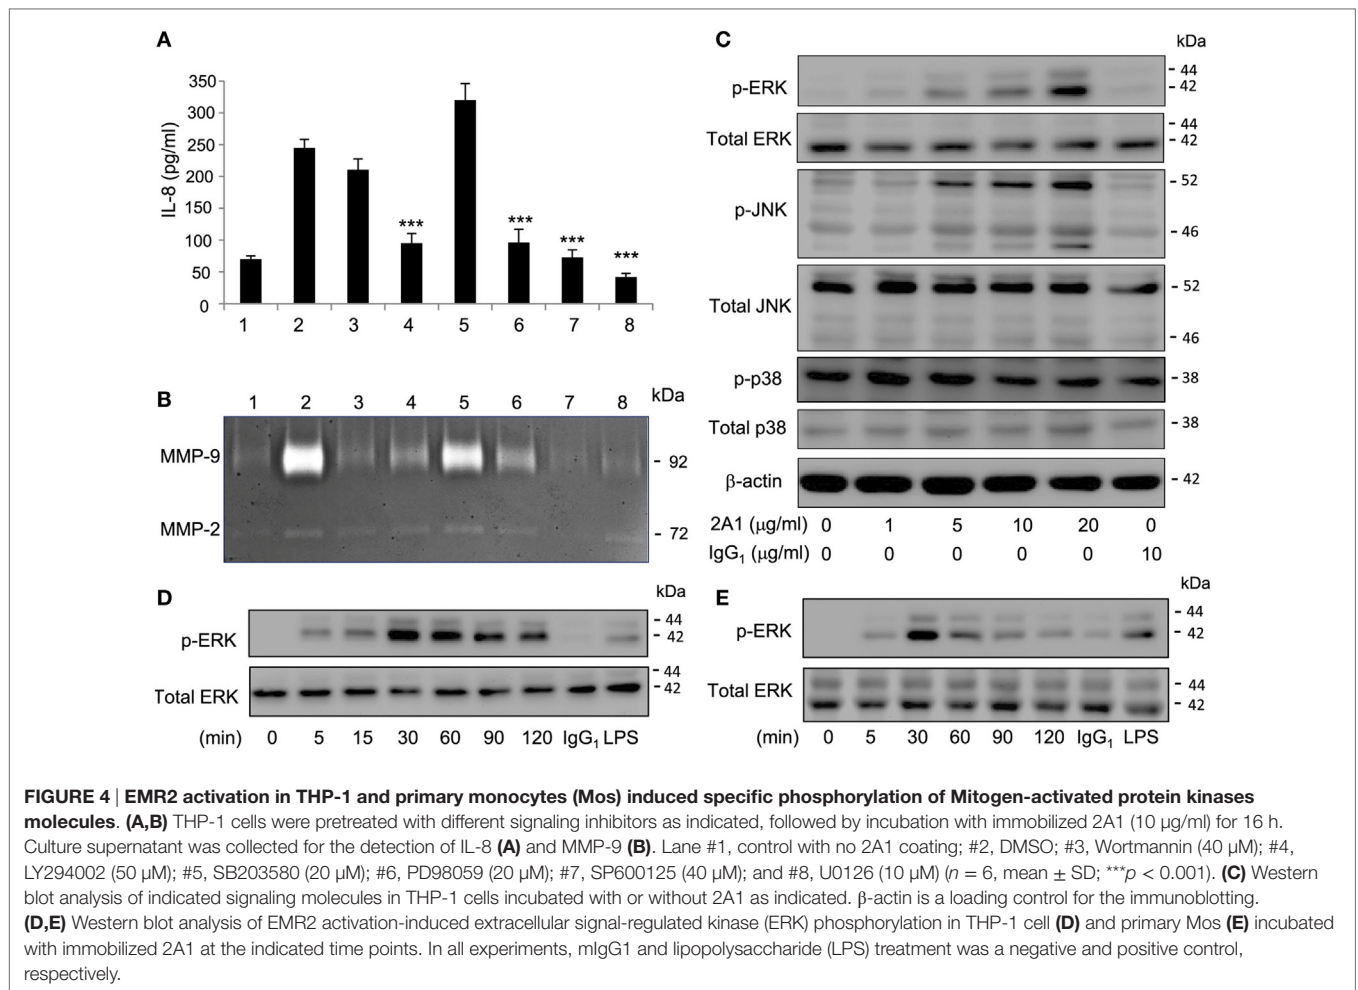 A
IL-8 (pg/ml)
350
300
250
200
150
100
50
0
***
***
***
***
1 2 3 4 5 6 7 8
B
1 2 3 4 5 6 7 8 kDa
MMP-9 - 92
MMP-2 - 72
C
kDa
p-ERK
- 44
- 42
Total ERK
- 44
- 42
p-JNK
- 52
- 46
Total JNK
- 52
- 46
p-p38 - 38
Total p38 - 38
β-actin - 42
2A1 (μg/ml) 0 1 5 10 20 0
IgG₁ (μg/ml) 0 0 0 0 0 10
D
kDa
p-ERK
- 44
- 42
Total ERK
- 44
- 42
(min) 0 5 15 30 60 90 120 IgG₁ LPS
E
kDa
p-ERK
- 44
- 42
Total ERK
- 44
- 42
(min) 0 5 30 60 90 120 IgG₁ LPS
FIGURE 4 | EMR2 activation in THP-1 and primary monocytes (Mos) induced specific phosphorylation of Mitogen-activated protein kinases
molecules. (A,B) THP-1 cells were pretreated with different signaling inhibitors as indicated, followed by incubation with immobilized 2A1 (10 μg/ml) for 16 h.
Culture supernatant was collected for the detection of IL-8 (A) and MMP-9 (B). Lane #1, control with no 2A1 coating; #2, DMSO; #3, Wortmannin (40 μM); #4,
LY294002 (50 μM); #5, SB203580 (20 μM); #6, PD98059 (20 μM); #7, SP600125 (40 μM); and #8, U0126 (10 μM) (n = 6, mean ± SD; ***p < 0.001). (C) Western
blot analysis of indicated signaling molecules in THP-1 cells incubated with or without 2A1 as indicated. β-actin is a loading control for the immunoblotting.
(D,E) Western blot analysis of EMR2 activation-induced extracellular signal-regulated kinase (ERK) phosphorylation in THP-1 cell (D) and primary Mos (E) incubated
with immobilized 2A1 at the indicated time points. In all experiments, mIgG1 and lipopolysaccharide (LPS) treatment was a negative and positive control,
respectively.